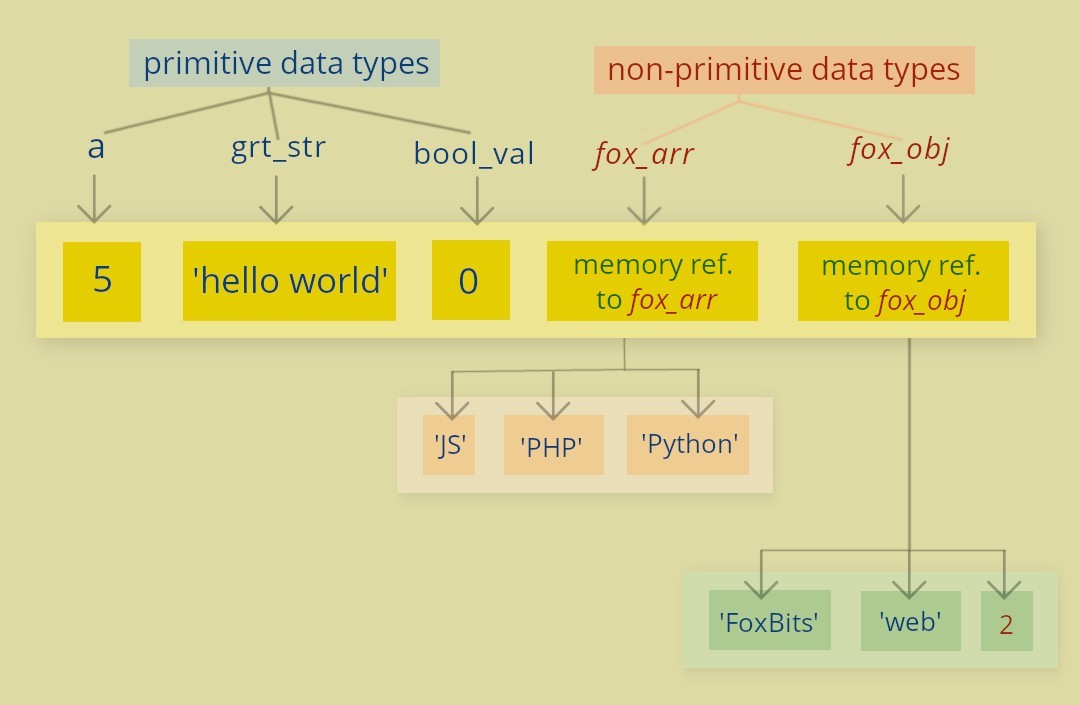 primitive data types
non-primitive data types
a
grt_str
bool_val
fox_arr
fox_obj
5
'hello world'
0
memory ref.
to fox_arr
memory ref.
to fox_obj
'JS'
'PHP'
'Python'
'FoxBits'
'web'
2